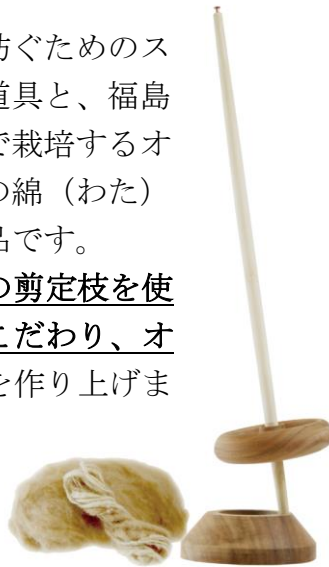 紡ぐためのス
道具と、福島
で栽培するオ
の綿（わた）
品です。
の剪定枝を使
こだわり、オ
を作り上げま